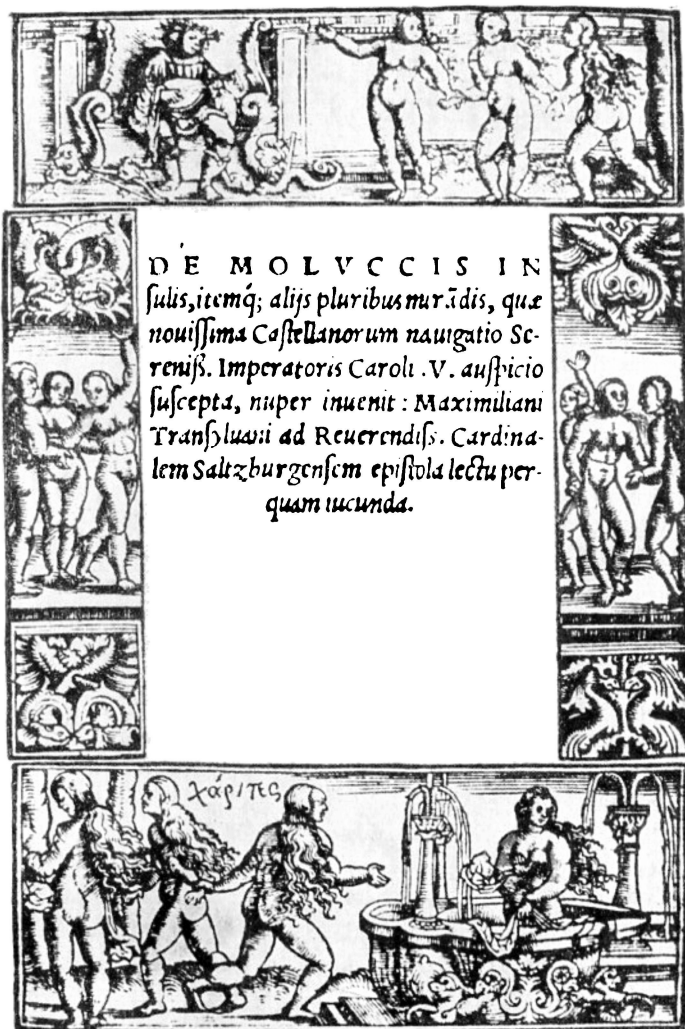 DE MOLVCCIS IN
ſulis, itemq́; alijs pluribus mirãdis, quæ
nouiſſima Caſtellanorum nauigatio Se-
reniſſ. Imperatoris Caroli .V. auſpicio
ſuſcepta, nuper inuenit: Maximiliani
Tranſyluani ad Reuerendiſſ. Cardina-
lem Saltzburgenſem epiſtola lectu per-
quam iucunda.
χάριτες